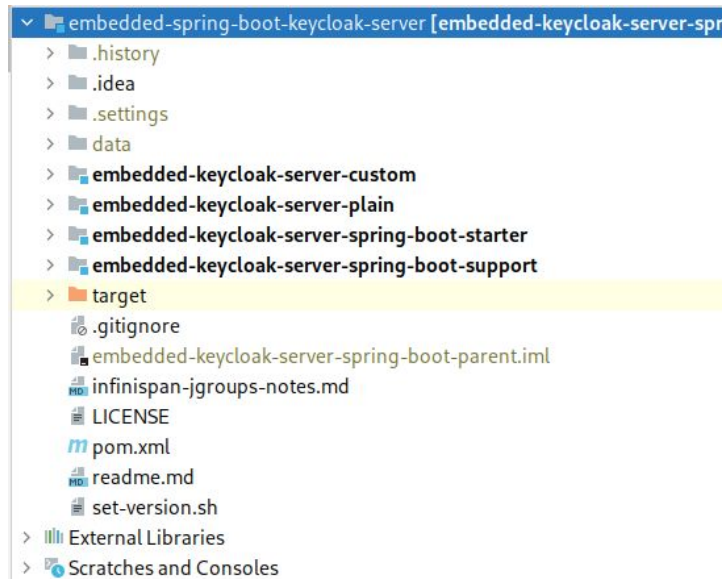 embedded-spring-boot-keycloak-server [embedded-keycloak-server-spr
.history
.idea
.settings
data
embedded-keycloak-server-custom
embedded-keycloak-server-plain
embedded-keycloak-server-spring-boot-starter
embedded-keycloak-server-spring-boot-support
target
.gitignore
embedded-keycloak-server-spring-boot-parent.iml
MD infinispan-jgroups-notes.md
LICENSE
m pom.xml
MD readme.md
set-version.sh
External Libraries
Scratches and Consoles